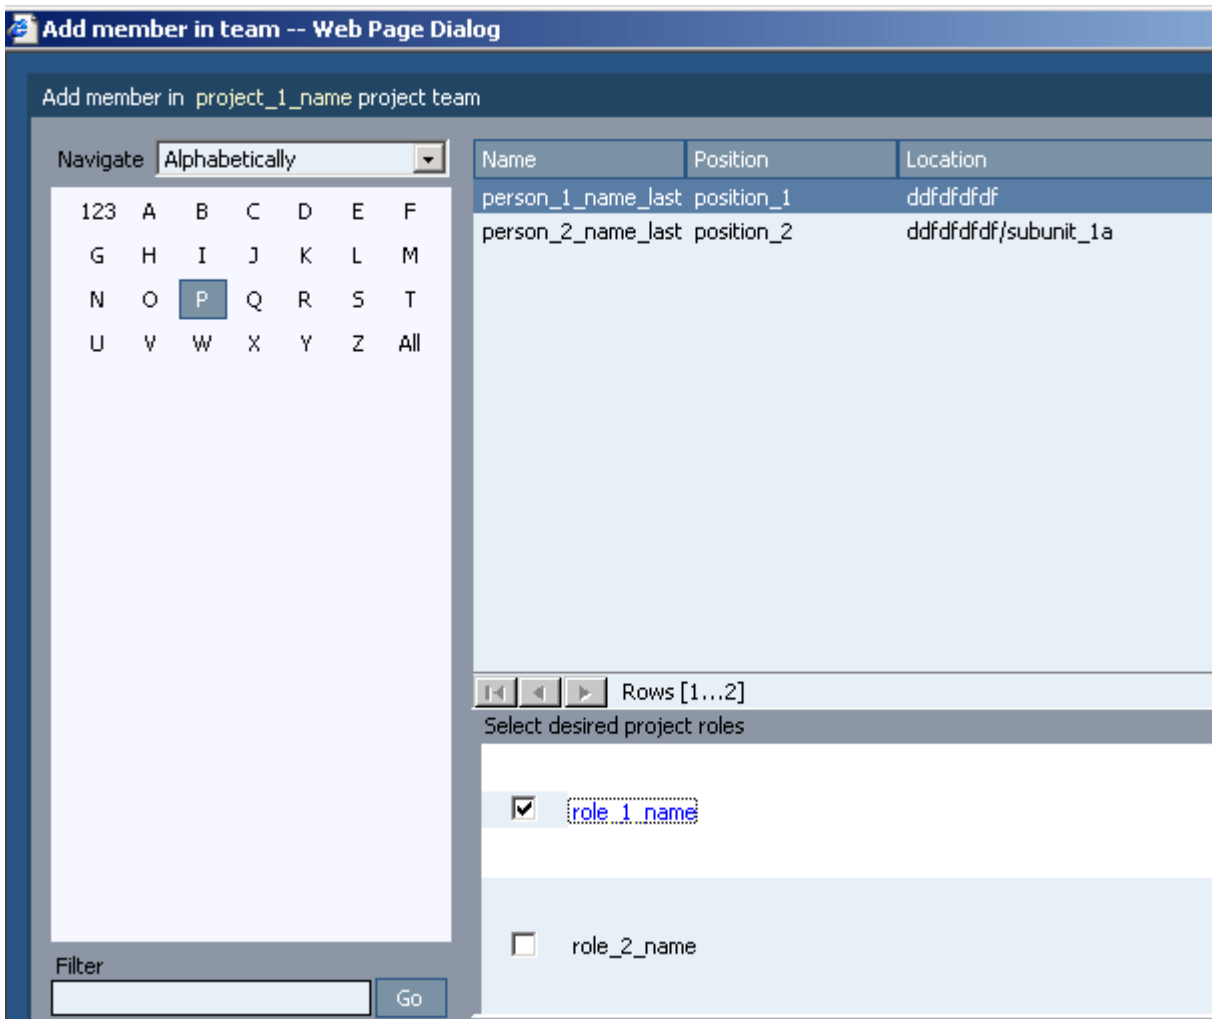 Add member in team -- Web Page Dialog
Add member in project_1_name project team
Navigate Alphabetically
123 A B C D E F
G H I J K L M
N O P Q R S T
U V W X Y Z All
Filter
Go
Name Position Location
person_1_name_last position_1 ddfdfdfdf
person_2_name_last position_2 ddfdfdfdf/subunit_1a
Rows [1...2]
Select desired project roles
role_1_name
role_2_name